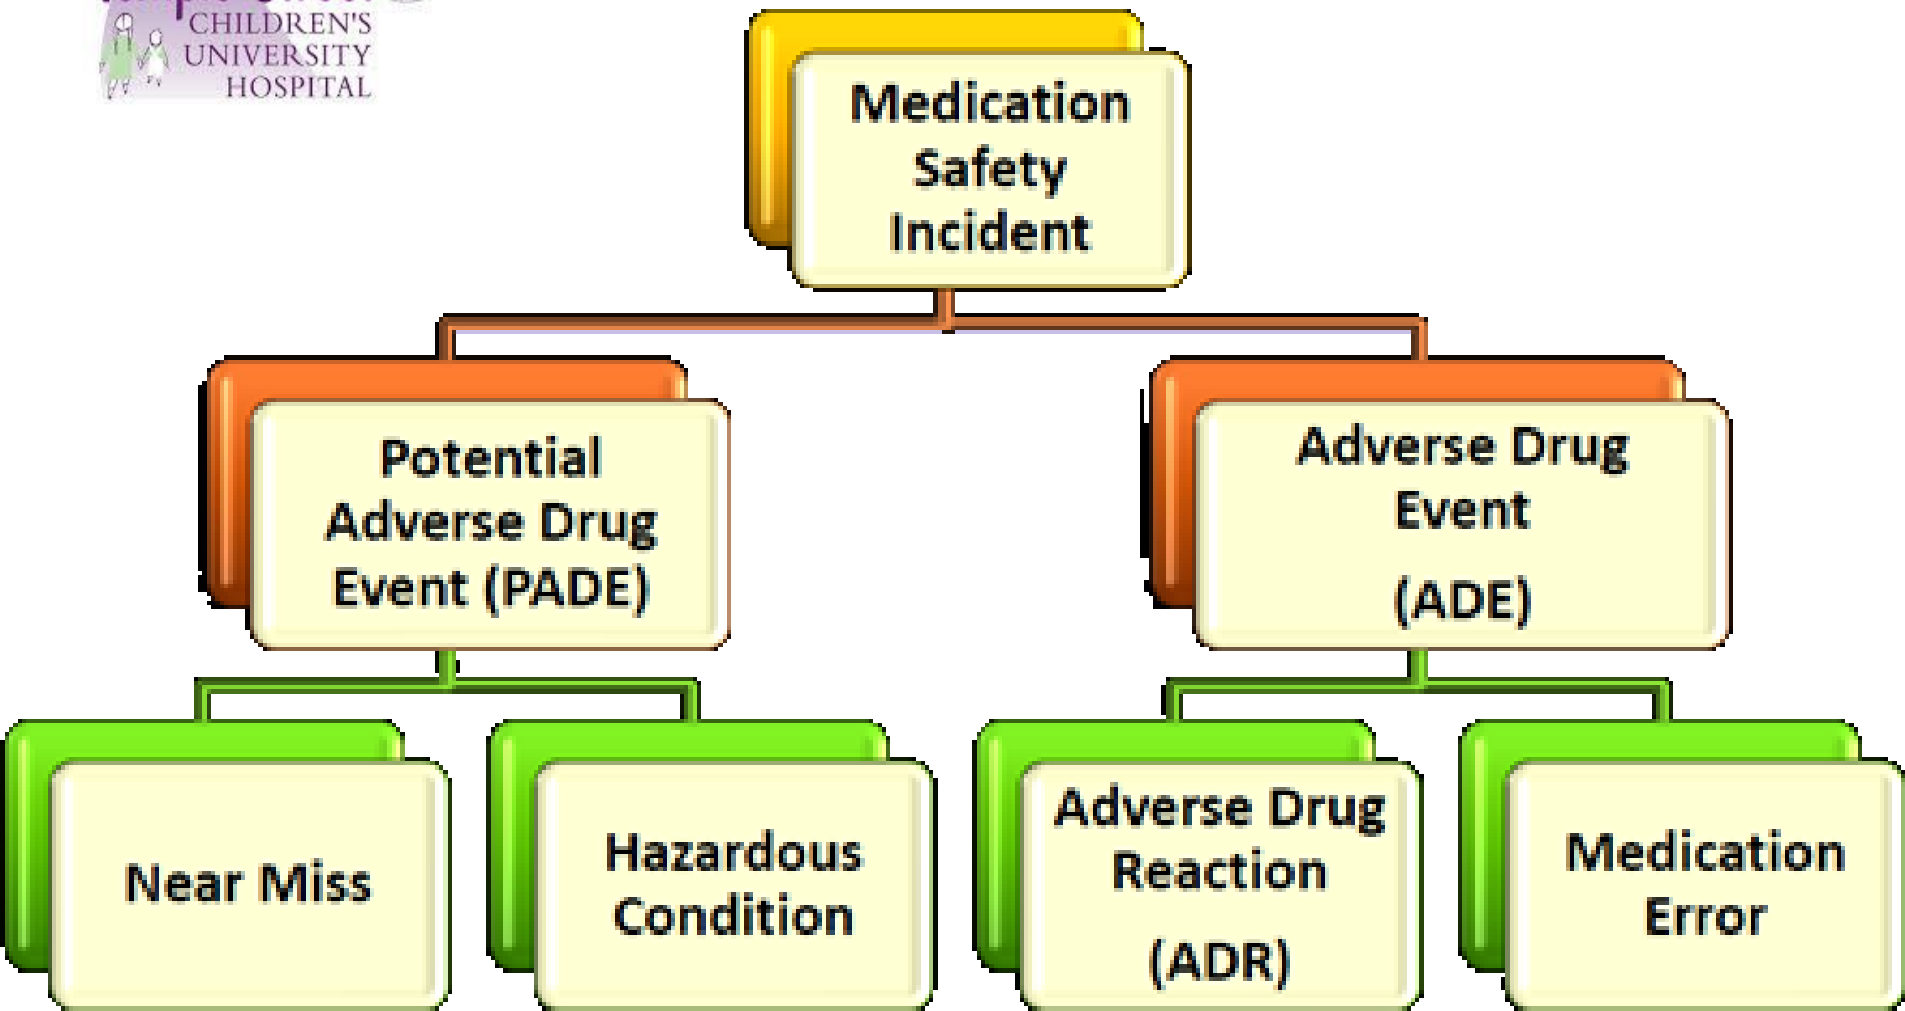 CHILDREN'S
UNIVERSITY
HOSPITAL
Medication
Safety
Incident
Potential
Adverse Drug
Event (PADE)
Adverse Drug
Event
(ADE)
Near Miss
Hazardous
Condition
Adverse Drug
Reaction
(ADR)
Medication
Error